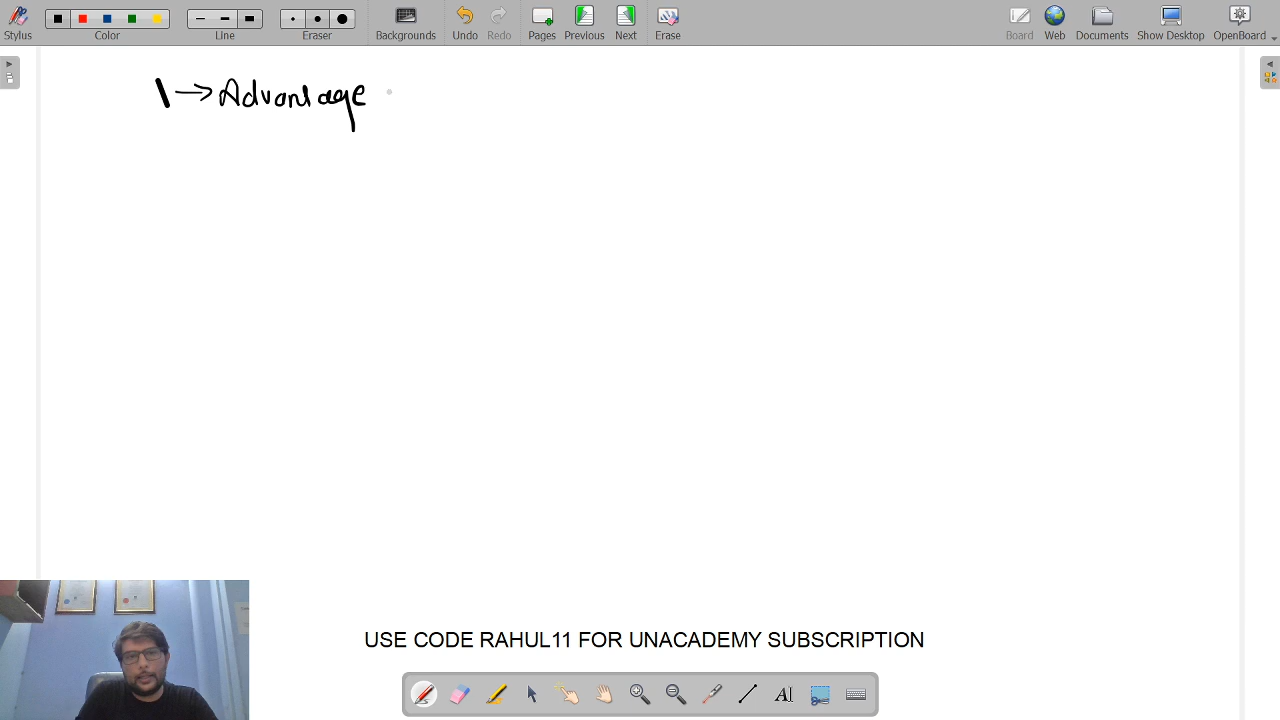 Stylus Color Line Eraser Backgrounds Undo Redo Pages Previous Next Erase Board Web Documents Show Desktop OpenBoard
1 → Advantage
USE CODE RAHUL11 FOR UNACADEMY SUBSCRIPTION
AI